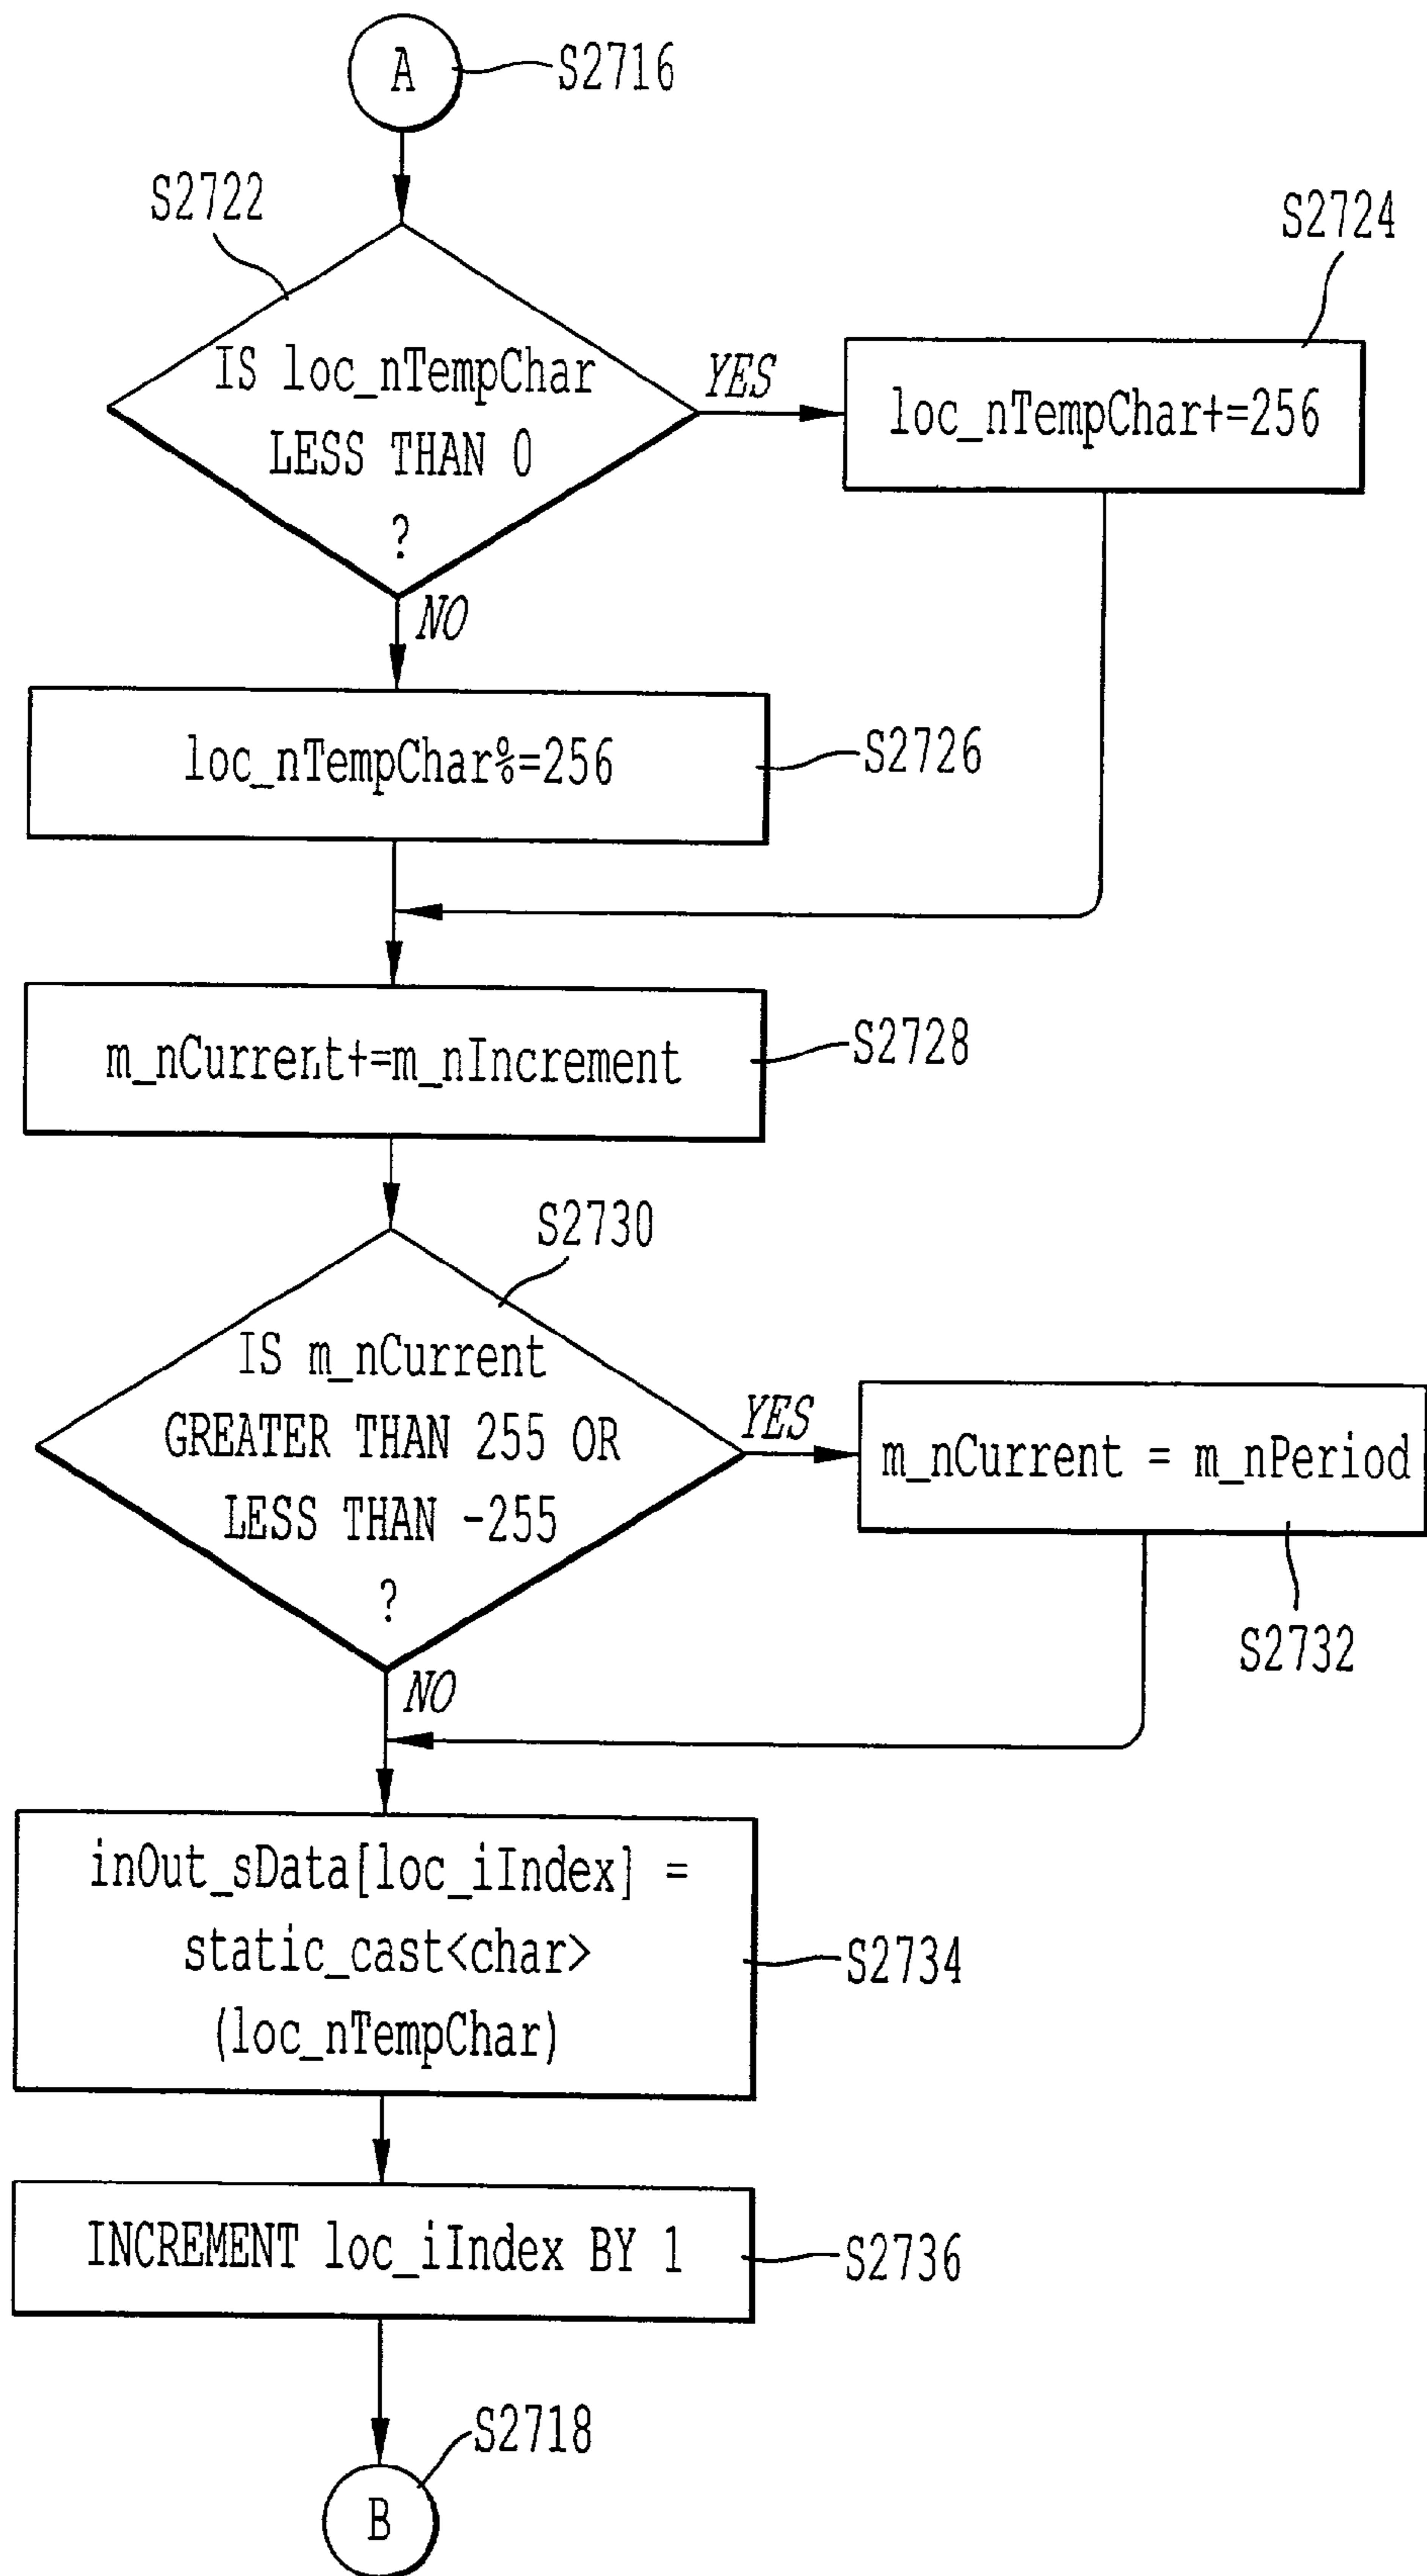 A
S2716
S2722
S2724
IS loc_nTempChar
LESS THAN 0
?
YES
loc_nTempChar+=256
NO
loc_nTempChar%=256
S2726
m_nCurrent+=m_nIncrement
S2728
S2730
IS m_nCurrent
GREATER THAN 255 OR
LESS THAN -255
?
YES
m_nCurrent = m_nPeriod
S2732
NO
inOut_sData[loc_iIndex] =
static_cast<char>
(loc_nTempChar)
S2734
INCREMENT loc_iIndex BY 1
S2736
S2718
B